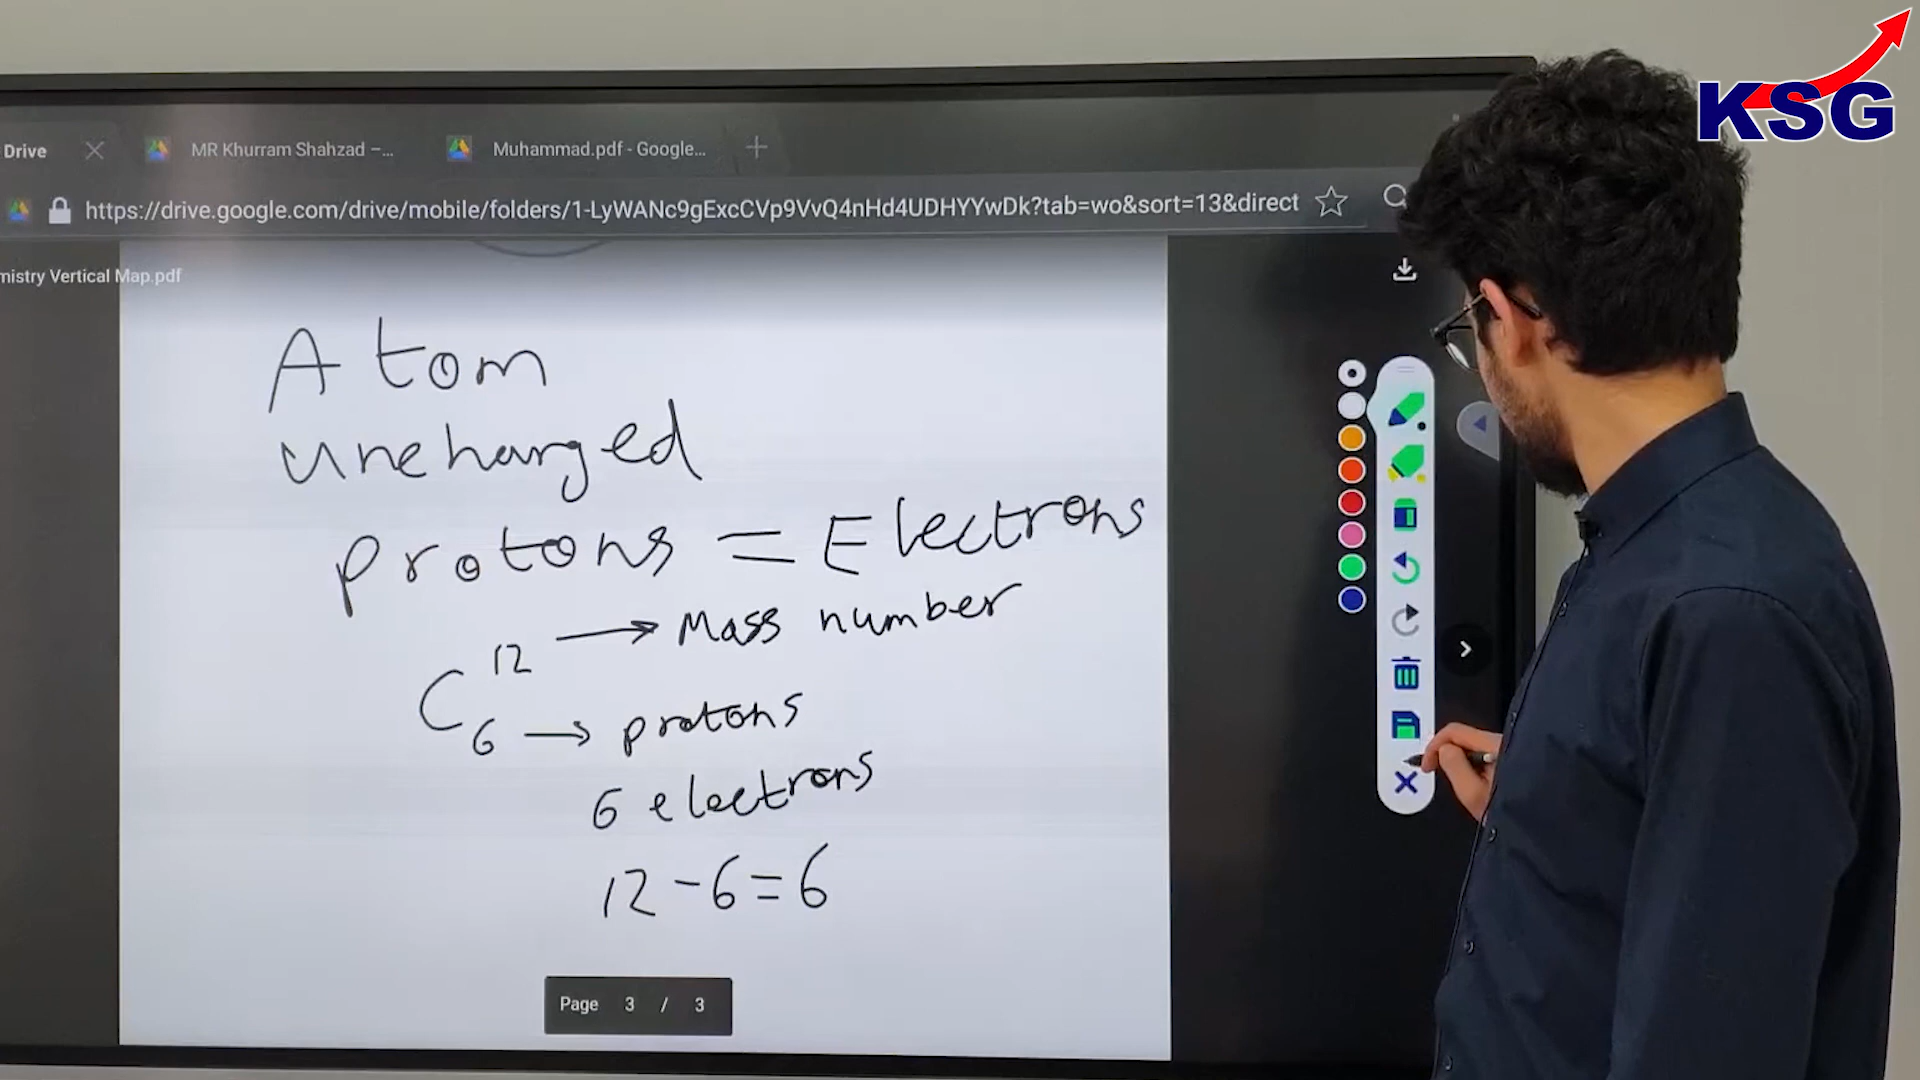 KSG
Drive
MR Khurram Shahzad –...
Muhammad.pdf - Google...
https://drive.google.com/drive/mobile/folders/1-LyWANc9gExcCVp9VvQ4nHd4UDHYYwDk?tab=wo&sort=13&direct
mistry Vertical Map.pdf
Atom
uncharged
protons = Electrons
12 → Mass number
C
6 → protons
6 electrons
12 - 6 = 6
Page 3 / 3